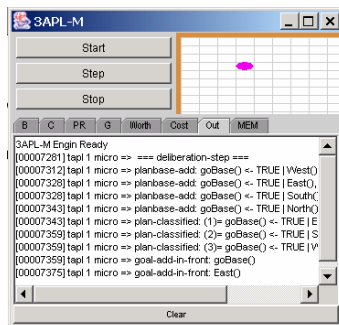 3APL-M
Start
Step
Stop
B C PR G Worth Cost Out MEM
3APL-M Engin Ready
[00007281] tapl 1 micro => === deliberation-step ===
[00007312] tapl 1 micro => planbase-add: goBase() <- TRUE | West()
[00007328] tapl 1 micro => planbase-add: goBase() <- TRUE | East(),
[00007328] tapl 1 micro => planbase-add: goBase() <- TRUE | South()
[00007343] tapl 1 micro => planbase-add: goBase() <- TRUE | North()
[00007343] tapl 1 micro => plan-classified: (1)= goBase() <- TRUE | E
[00007359] tapl 1 micro => plan-classified: (2)= goBase() <- TRUE | S
[00007359] tapl 1 micro => plan-classified: (3)= goBase() <- TRUE | W
[00007359] tapl 1 micro => goal-add-in-front: goBase()
[00007375] tapl 1 micro => goal-add-in-front: East()
Clear